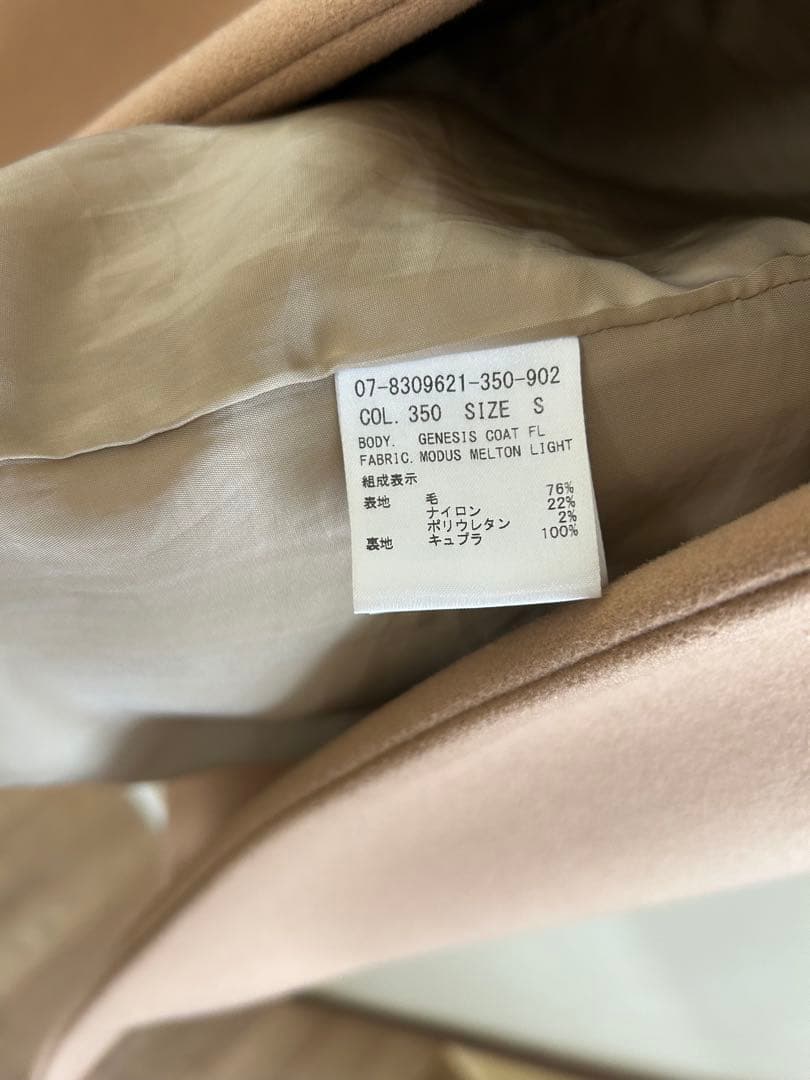 07-8309621-350-902
COL. 350 SIZE S
BODY. GENESIS COAT FL
FABRIC. MODUS MELTON LIGHT
組成表示
表地 毛 76%
ナイロン 22%
ポリウレタン 2%
裏地 キュプラ 100%